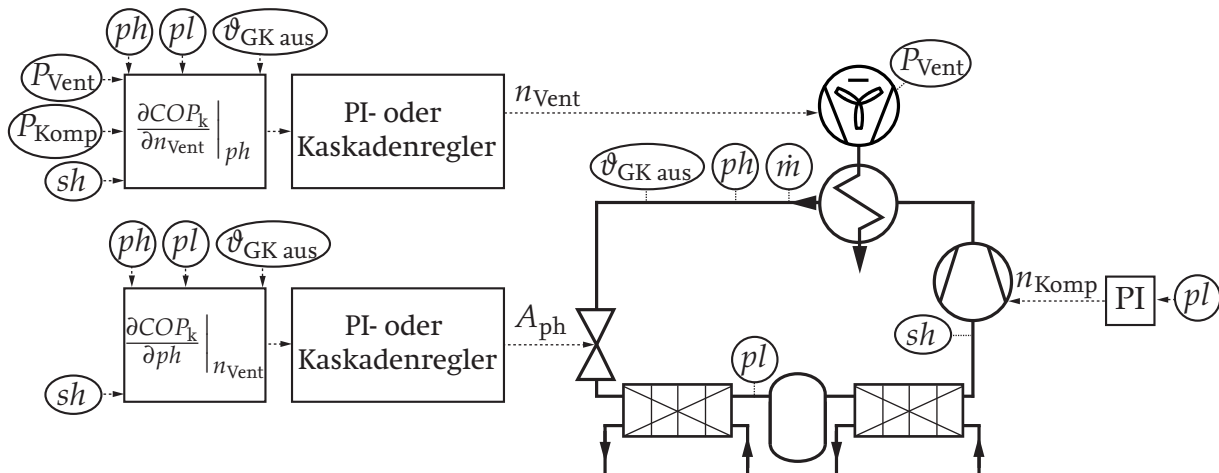 ph pl ϑGK aus
PVent
PKomp
sh
∂COPk
∂nVent
ph
PI- oder
Kaskadenregler
nVent
PVent
ϑGK aus ph ṁ
ph pl ϑGK aus
sh
∂COPk
∂ph
nVent
PI- oder
Kaskadenregler
Aph
pl
sh
nKomp
PI
pl